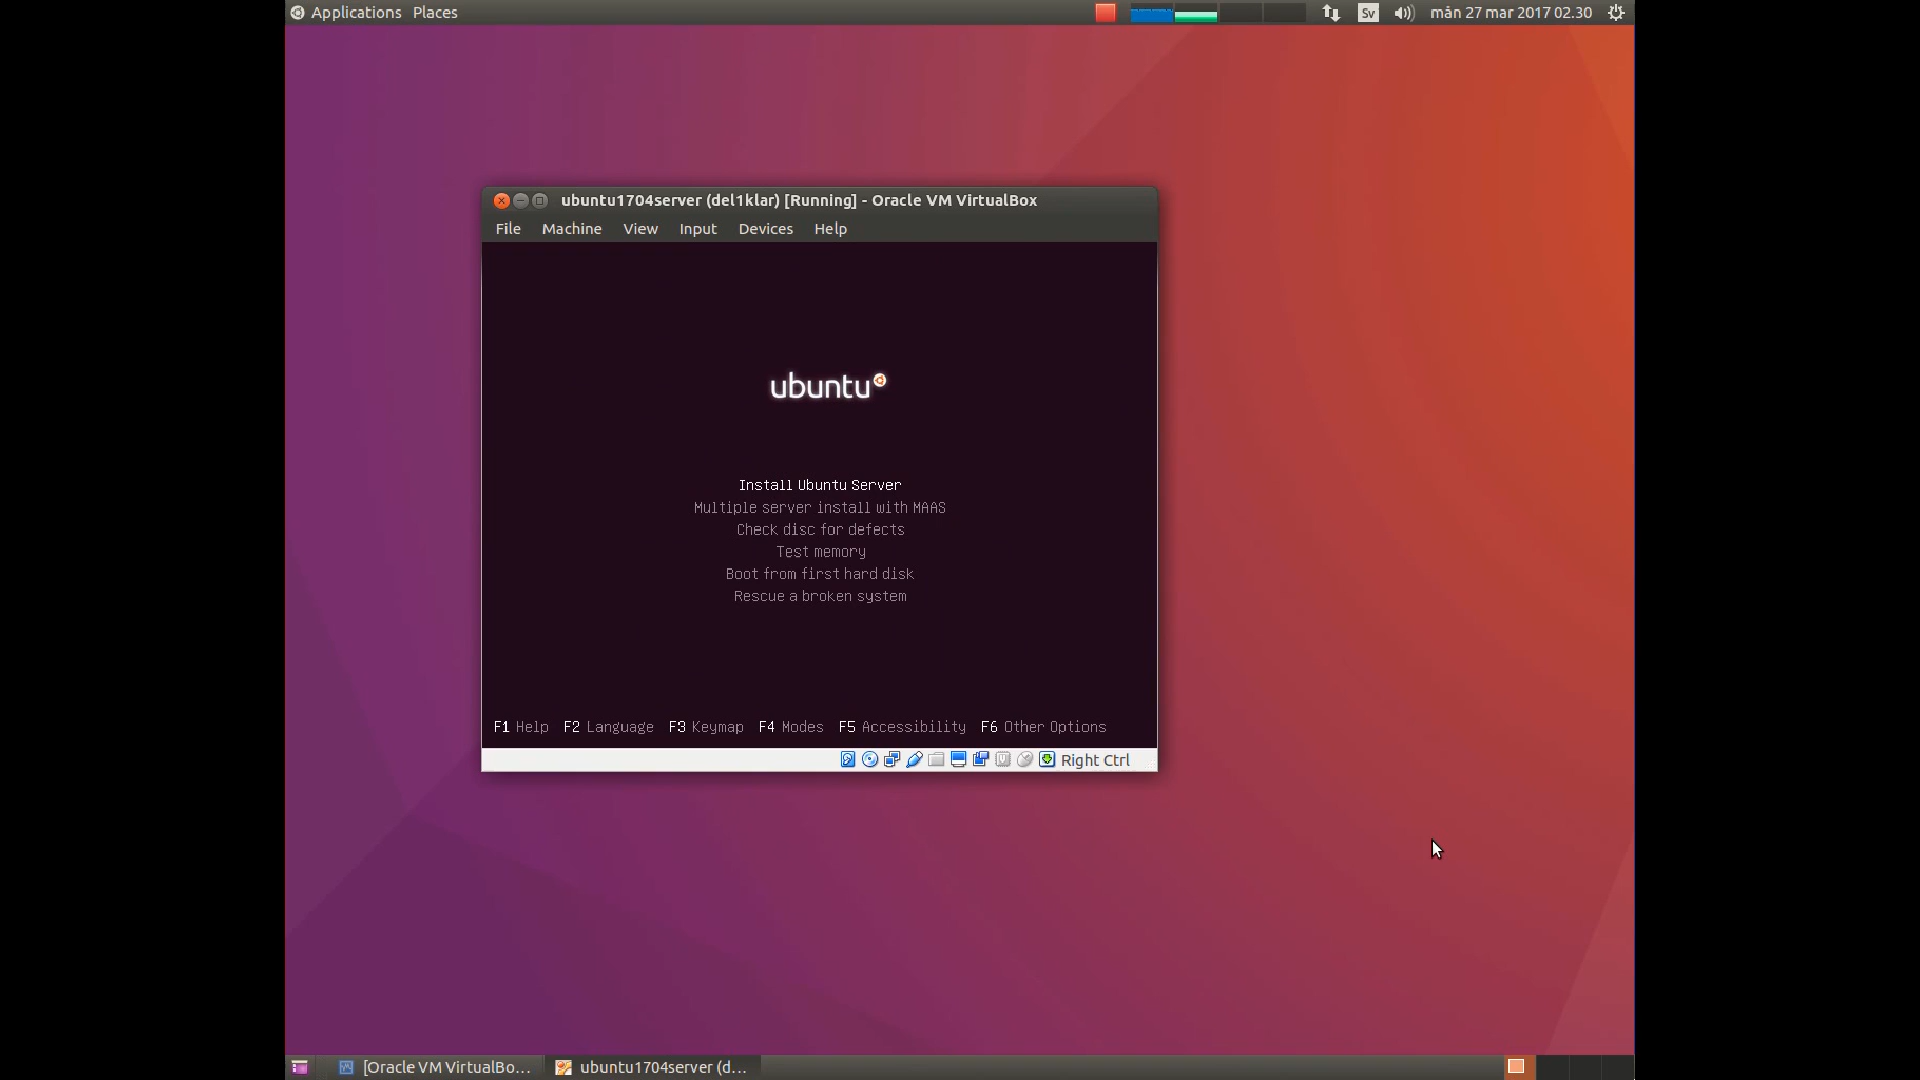 Applications Places
Sv mån 27 mar 2017 02.30
ubuntu1704server (del1klar) [Running] - Oracle VM VirtualBox
File Machine View Input Devices Help
ubuntu
Install Ubuntu Server
Multiple server install with MAAS
Check disc for defects
Test memory
Boot from first hard disk
Rescue a broken system
F1 Help F2 Language F3 Keymap F4 Modes F5 Accessibility F6 Other Options
Right Ctrl
[Oracle VM VirtualBo... ubuntu1704server (d...